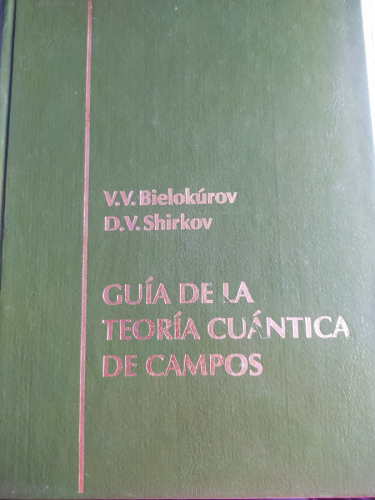 V.V. Bielokúrov
D.V. Shirkov
GUÍA DE LA
TEORÍA CUÁNTICA
DE CAMPOS